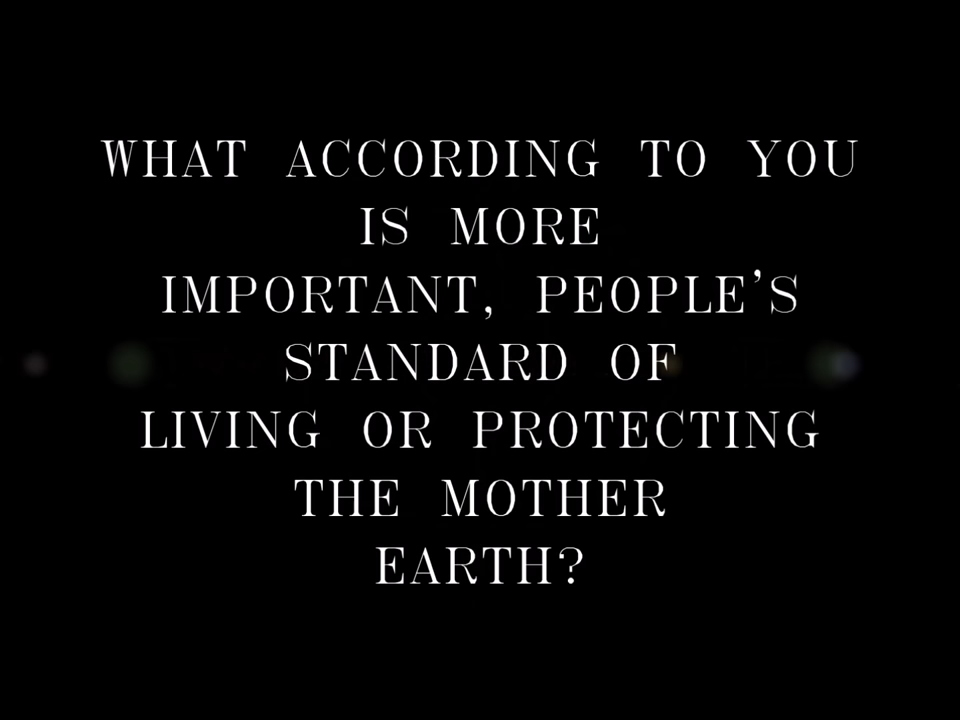 WHAT ACCORDING TO YOU
IS MORE
IMPORTANT, PEOPLE’S
STANDARD OF
LIVING OR PROTECTING
THE MOTHER
EARTH?